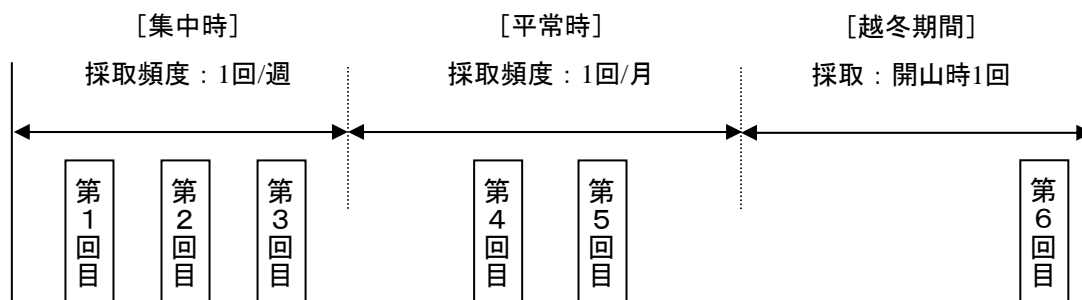 ［集中時］
採取頻度：1回/週
［平常時］
採取頻度：1回/月
［越冬期間］
採取：開山時1回
第１回目
第２回目
第３回目
第４回目
第５回目
第６回目